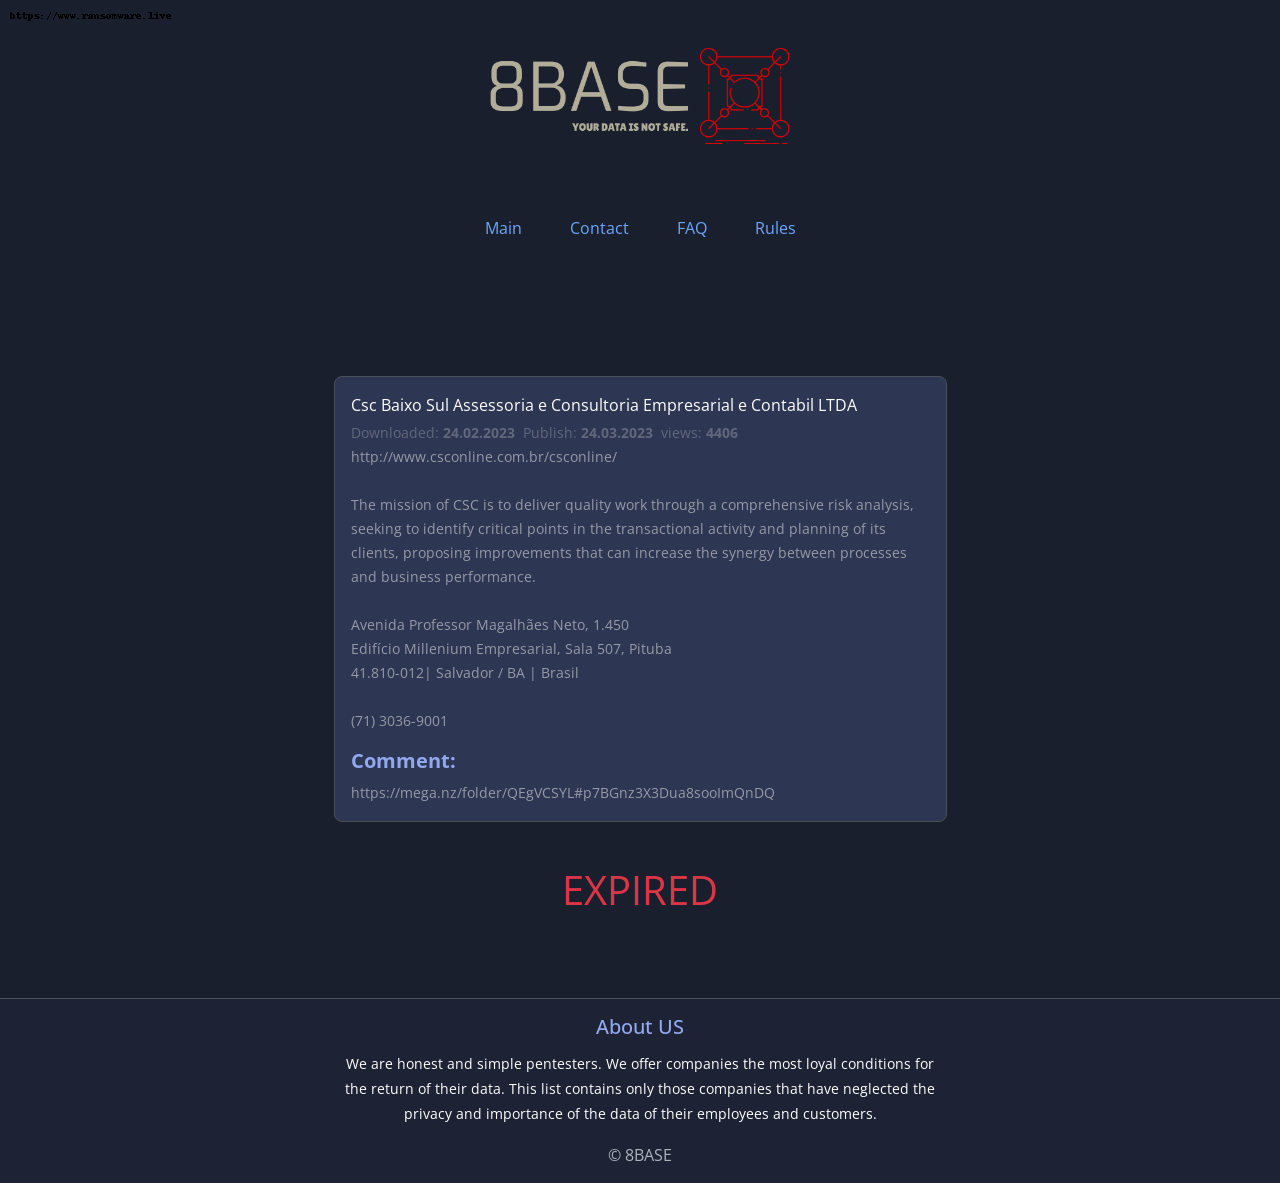 https://www.ransomware.live
8BASE
YOUR DATA IS NOT SAFE.
Main Contact FAQ Rules
Csc Baixo Sul Assessoria e Consultoria Empresarial e Contabil LTDA
Downloaded: 24.02.2023 Publish: 24.03.2023 views: 4406
http://www.csconline.com.br/csconline/
The mission of CSC is to deliver quality work through a comprehensive risk analysis,
seeking to identify critical points in the transactional activity and planning of its
clients, proposing improvements that can increase the synergy between processes
and business performance.
Avenida Professor Magalhães Neto, 1.450
Edifício Millenium Empresarial, Sala 507, Pituba
41.810-012| Salvador / BA | Brasil
(71) 3036-9001
Comment:
https://mega.nz/folder/QEgVCSYL#p7BGnz3X3Dua8sooImQnDQ
EXPIRED
About US
We are honest and simple pentesters. We offer companies the most loyal conditions for
the return of their data. This list contains only those companies that have neglected the
privacy and importance of the data of their employees and customers.
© 8BASE